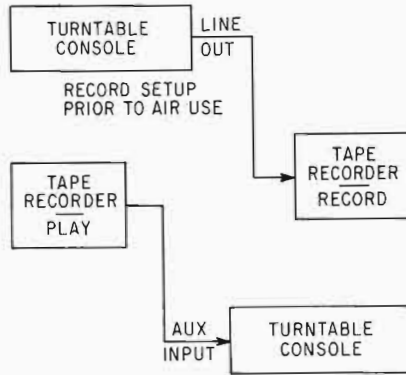 TURNTABLE
CONSOLE
LINE
OUT
RECORD SETUP
PRIOR TO AIR USE
TAPE
RECORDER
RECORD
TAPE
RECORDER
PLAY
AUX
INPUT
TURNTABLE
CONSOLE